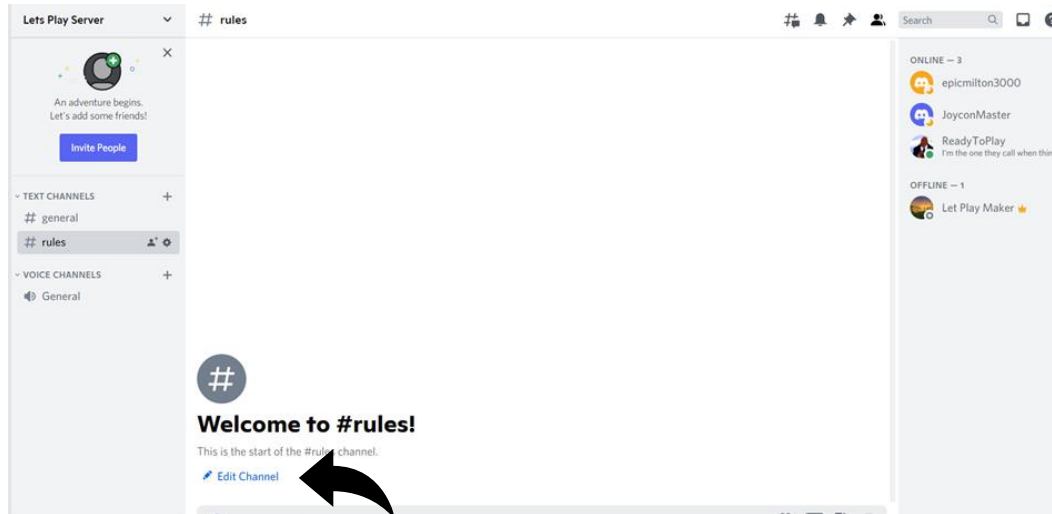 Lets Play Server
# rules
Search
An adventure begins.
Let's add some friends!
Invite People
TEXT CHANNELS
# general
# rules
VOICE CHANNELS
General
# 
Welcome to #rules!
This is the start of the #rules channel.
Edit Channel
ONLINE — 3
epicmilton3000
JoyconMaster
ReadyToPlay
I'm the one they call when thin
OFFLINE — 1
Let Play Maker